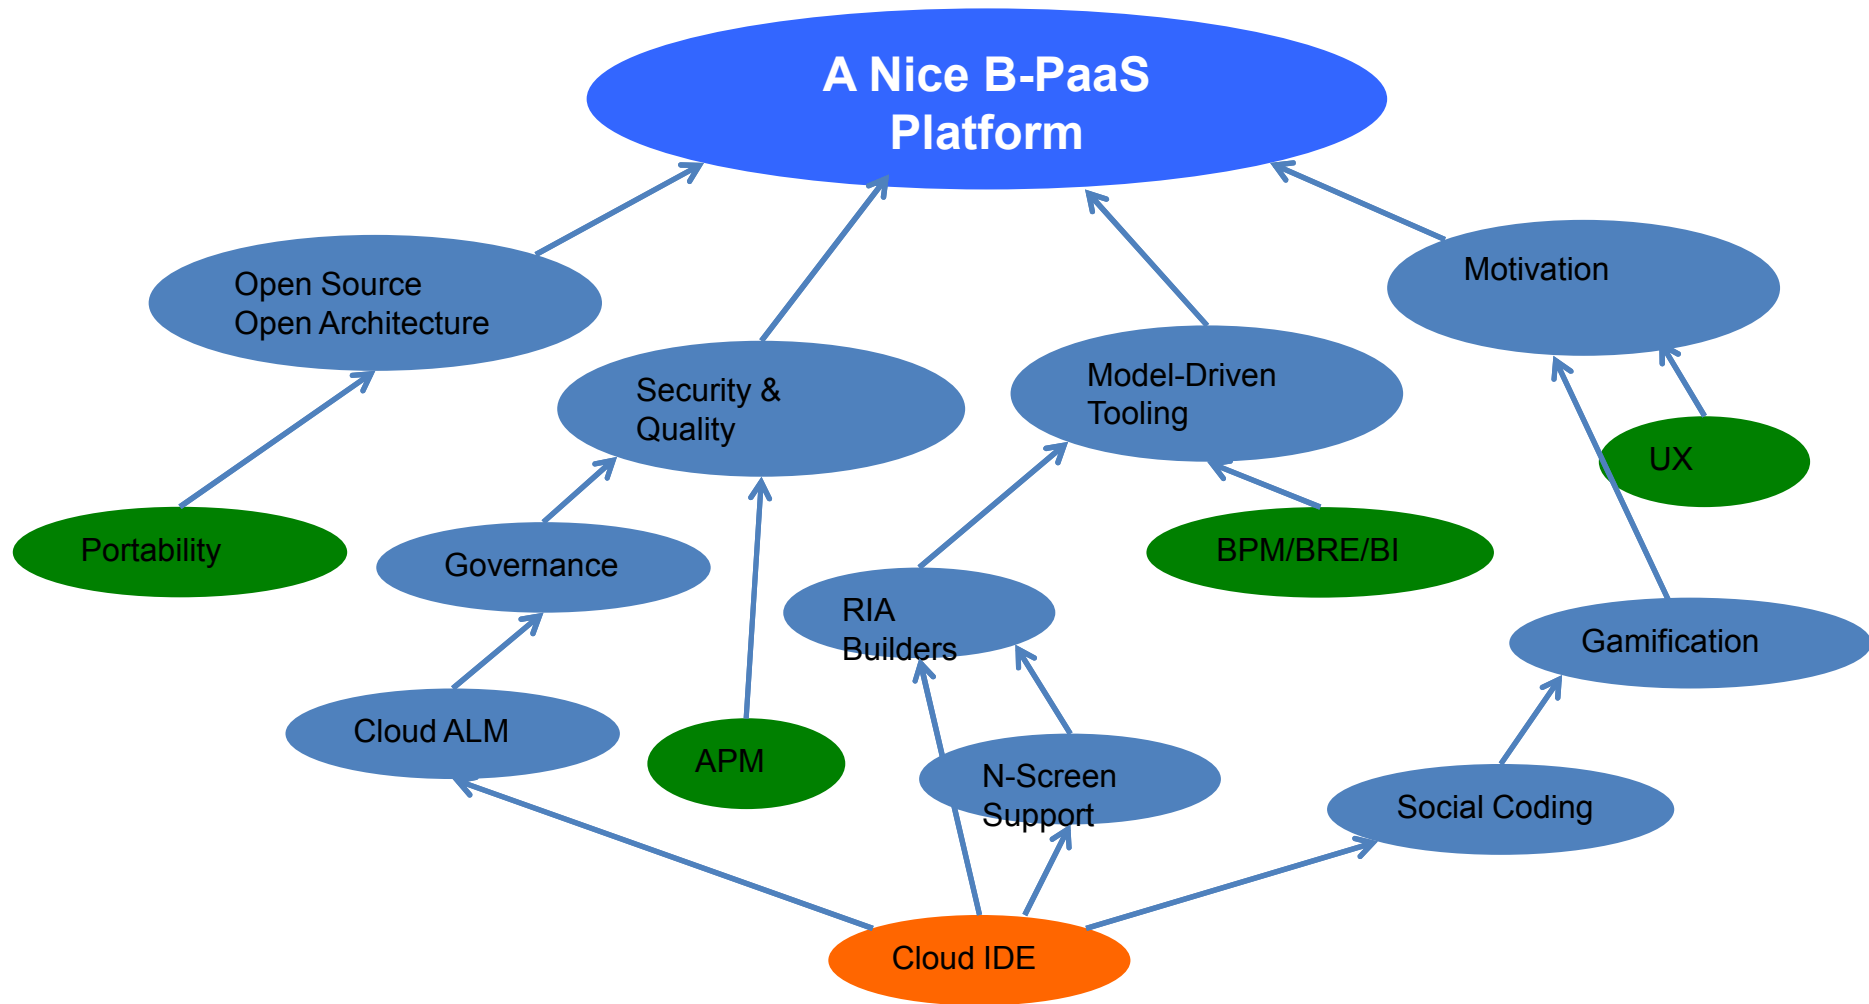 A Nice B-PaaS
Platform
Open Source
Open Architecture
Motivation
Security &
Quality
Model-Driven
Tooling
UX
Portability
Governance
BPM/BRE/BI
RIA
Builders
Gamification
Cloud ALM
APM
N-Screen
Support
Social Coding
Cloud IDE